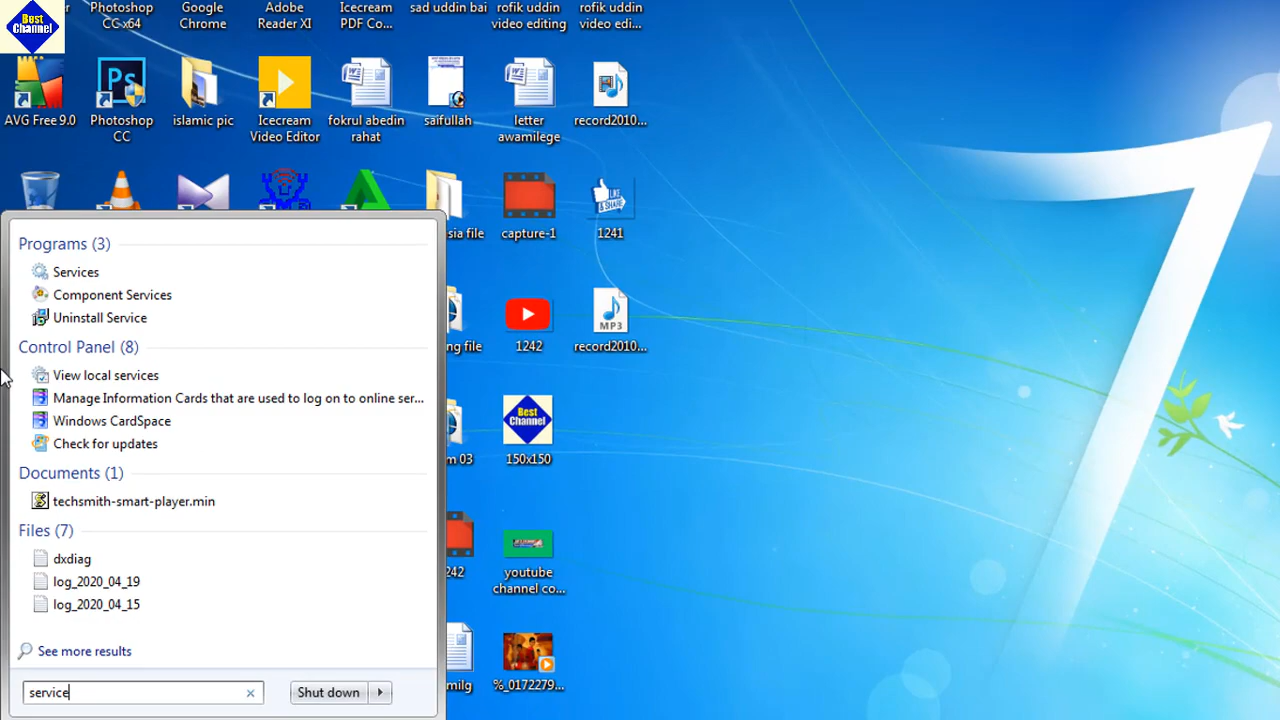 Best
Channel
Photoshop
CC x64
Google
Chrome
Adobe
Reader XI
Icecream
PDF Co...
sad uddin bai
rofik uddin
video editing
rofik uddin
video edi...
AVG Free 9.0
Ps
Photoshop
CC
islamic pic
Icecream
Video Editor
fokrul abedin
rahat
saifullah
letter
awamilege
record2010...
sia file
capture-1
LIKE
SHARE
1241
ng file
1242
MP3
record2010...
m 03
Best
Channel
150x150
242
youtube
channel co...
milg
%_0172279...
Programs (3)
Services
Component Services
Uninstall Service
Control Panel (8)
View local services
Manage Information Cards that are used to log on to online ser...
Windows CardSpace
Check for updates
Documents (1)
techsmith-smart-player.min
Files (7)
dxdiag
log_2020_04_19
log_2020_04_15
See more results
service
Shut down
7